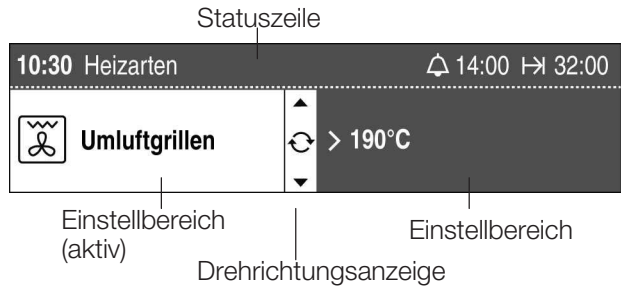 Statuszeile
10:30 Heizarten 14:00 32:00
Umluftgrillen > 190°C
Einstellbereich
(aktiv)
Einstellbereich
Drehrichtungsanzeige